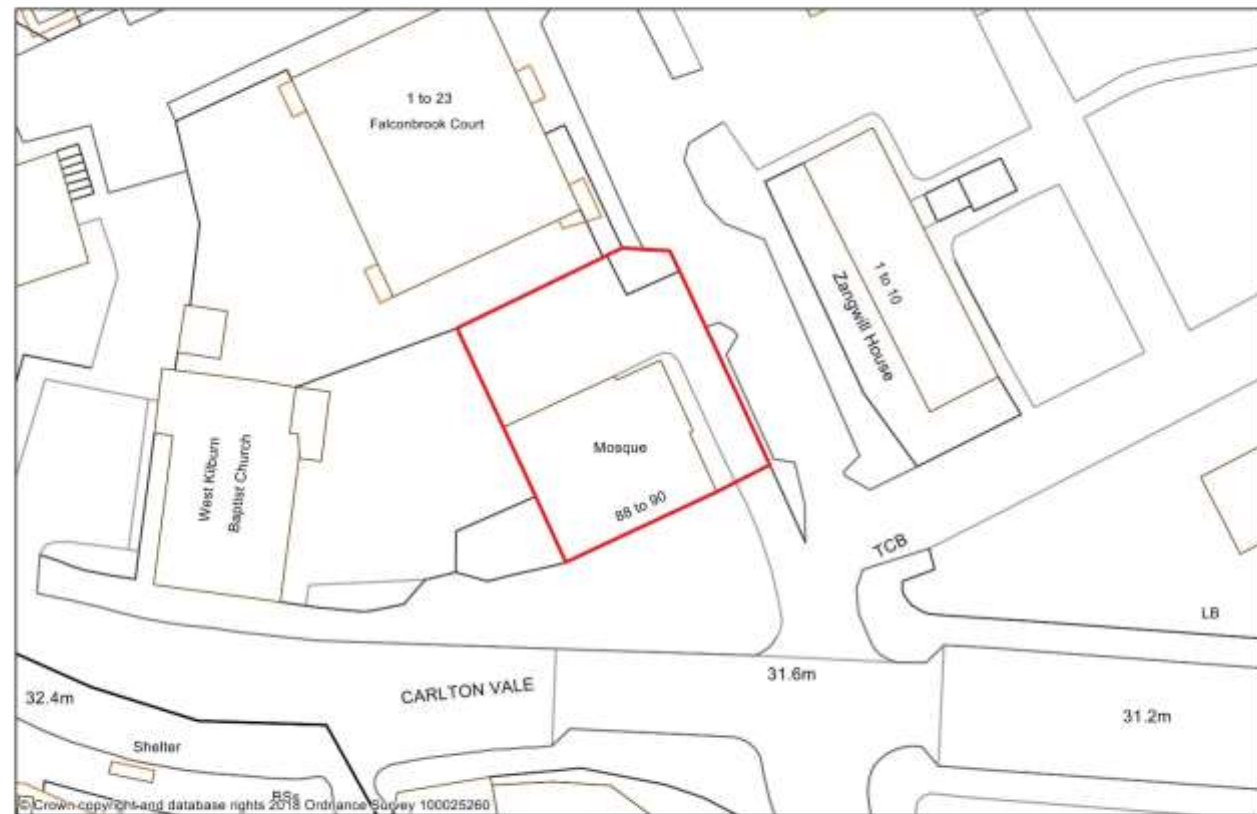 1 to 23
Falconbrook Court
1 to 10
Zangwill House
Mosque
West Kilburn
Baptist Church
88 to 90
TCB
LB
31.6m
CARLTON VALE
32.4m
31.2m
Shelter
BSs
© Crown copyright and database rights 2018 Ordnance Survey 100025260